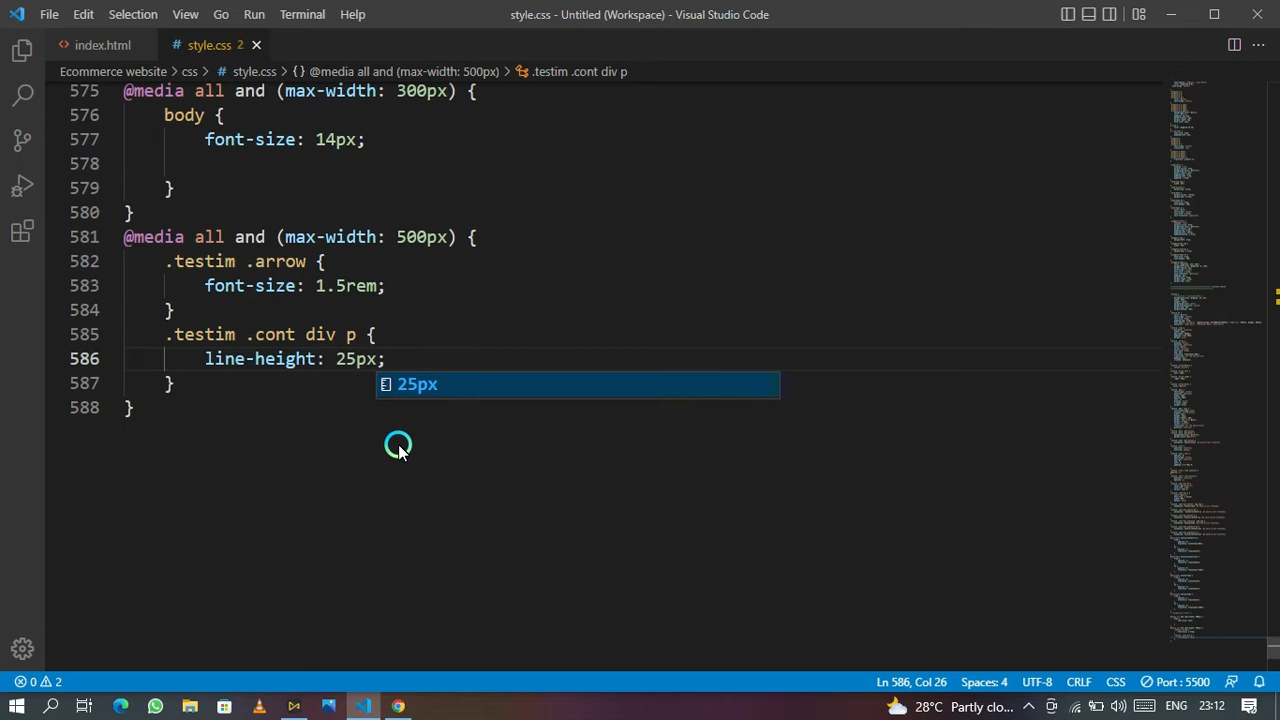 File Edit Selection View Go Run Terminal Help
style.css - Untitled (Workspace) - Visual Studio Code
index.html
style.css 2
Ecommerce website > css > style.css > {} @media all and (max-width: 500px) > .testim .cont div p
575 @media all and (max-width: 300px) {
576 body {
577 font-size: 14px;
578
579 }
580 }
581 @media all and (max-width: 500px) {
582 .testim .arrow {
583 font-size: 1.5rem;
584 }
585 .testim .cont div p {
586 line-height: 25px;
25px
587 }
588 }
0 2
Ln 586, Col 26 Spaces: 4 UTF-8 CRLF CSS Port : 5500
28°C Partly clo... ENG 23:12